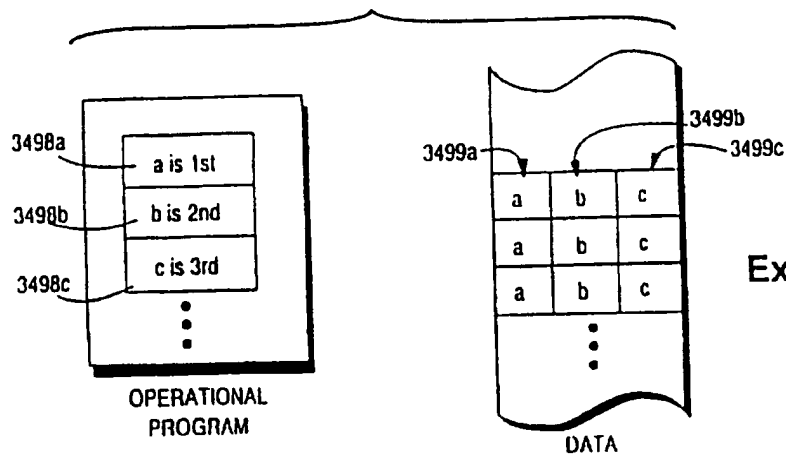 3498a
a is 1st
3498b
b is 2nd
3498c
c is 3rd
OPERATIONAL
PROGRAM
3499b
3499a
3499c
a b c
a b c
a b c
DATA
Ex